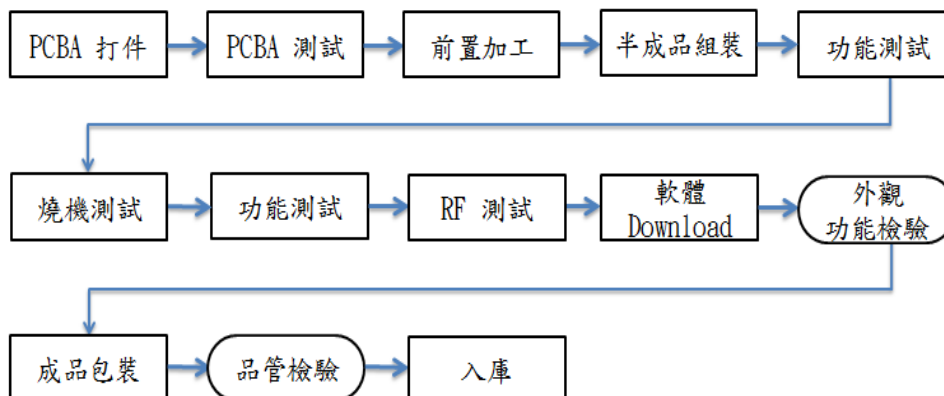 PCBA 打件
PCBA 測試
前置加工
半成品組裝
功能測試
燒機測試
功能測試
RF 測試
軟體
Download
外觀
功能檢驗
成品包裝
品管檢驗
入庫